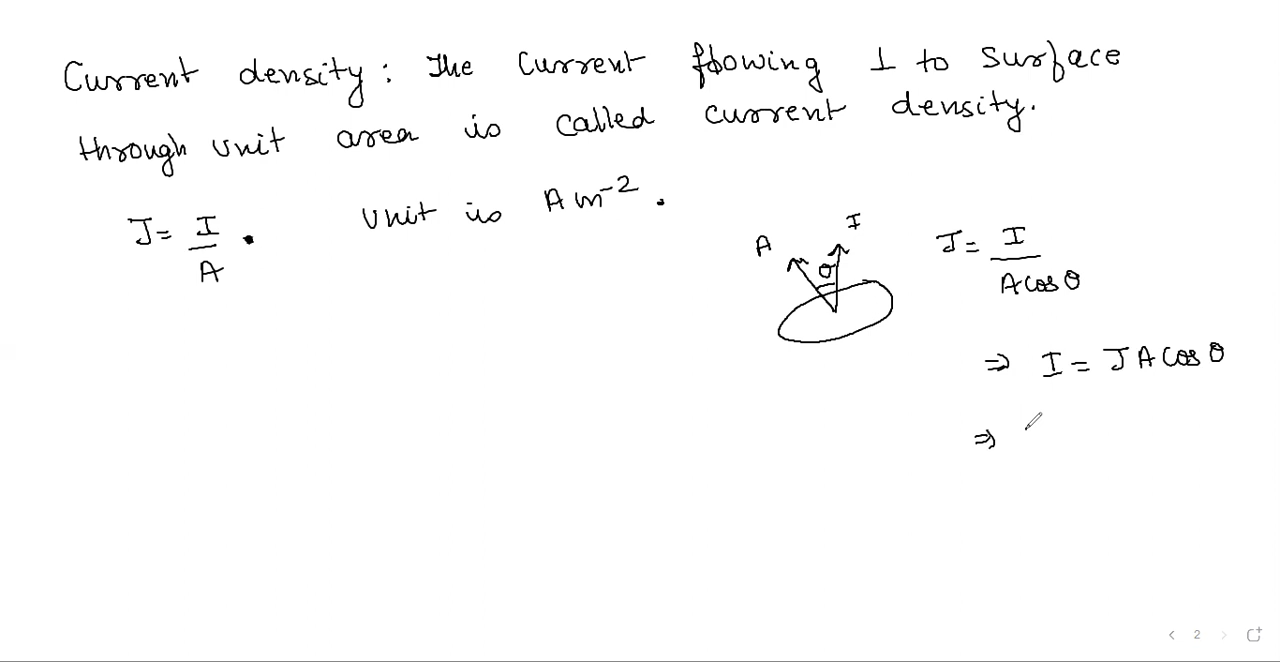 Current density : The Current flowing ⊥ to surface
through unit area is called current density.
J = I/A . unit is Am⁻² .
A θ I
J = I/(A cos θ)
⇒ I = J A cos θ
⇒
2